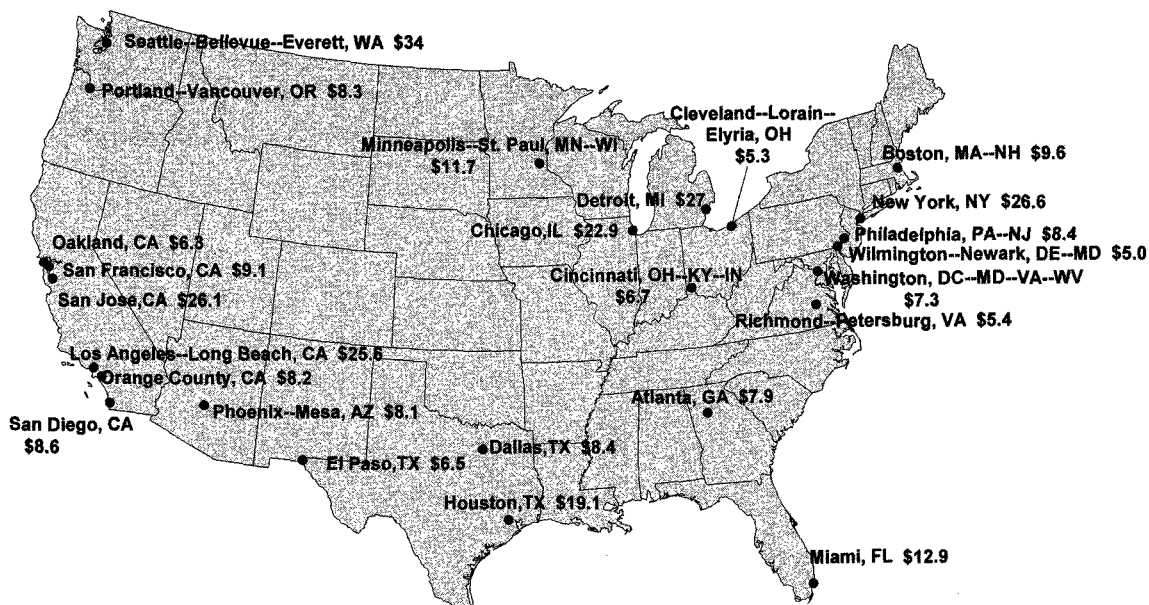 Seattle--Bellevue--Everett, WA $34
Portland--Vancouver, OR $8.3
Cleveland--Lorain--
Elyria, OH
$5.3
Minneapolis--St. Paul, MN--WI
$11.7
Boston, MA--NH $9.6
Detroit, MI $27
New York, NY $26.6
Chicago,IL $22.9
Philadelphia, PA--NJ $8.4
Oakland, CA $6.3
Wilmington--Newark, DE--MD $5.0
San Francisco, CA $9.1
Cincinnati, OH--KY--IN
$6.7
Washington, DC--MD--VA--WV
$7.3
San Jose,CA $26.1
Richmond--Petersburg, VA $5.4
Los Angeles--Long Beach, CA $25.6
Orange County, CA $8.2
Atlanta, GA $7.9
Phoenix--Mesa, AZ $8.1
San Diego, CA
$8.6
Dallas,TX $8.4
El Paso,TX $6.5
Houston,TX $19.1
Miami, FL $12.9